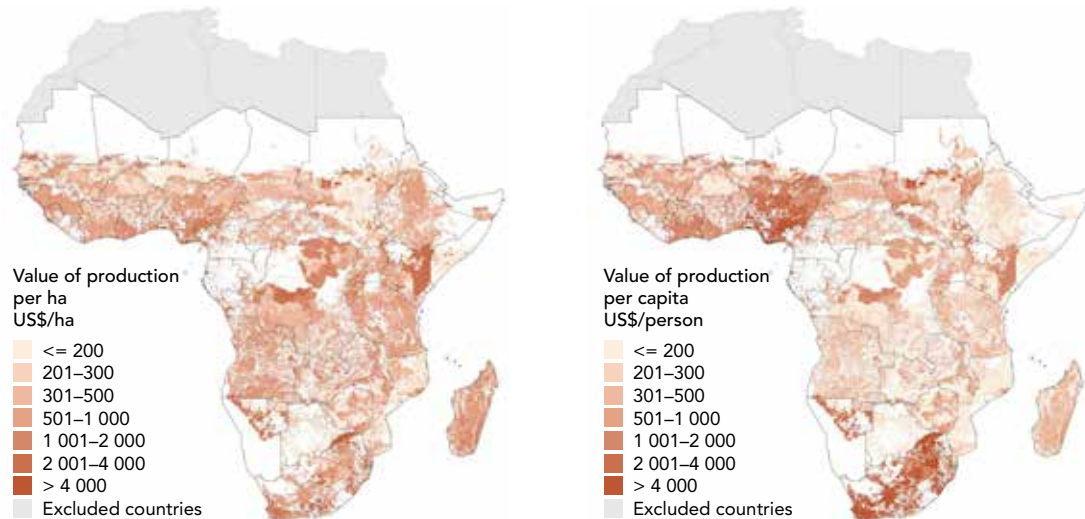 Value of production
per ha
US$/ha
<= 200
201–300
301–500
501–1 000
1 001–2 000
2 001–4 000
> 4 000
Excluded countries
Value of production
per capita
US$/person
<= 200
201–300
301–500
501–1 000
1 001–2 000
2 001–4 000
> 4 000
Excluded countries